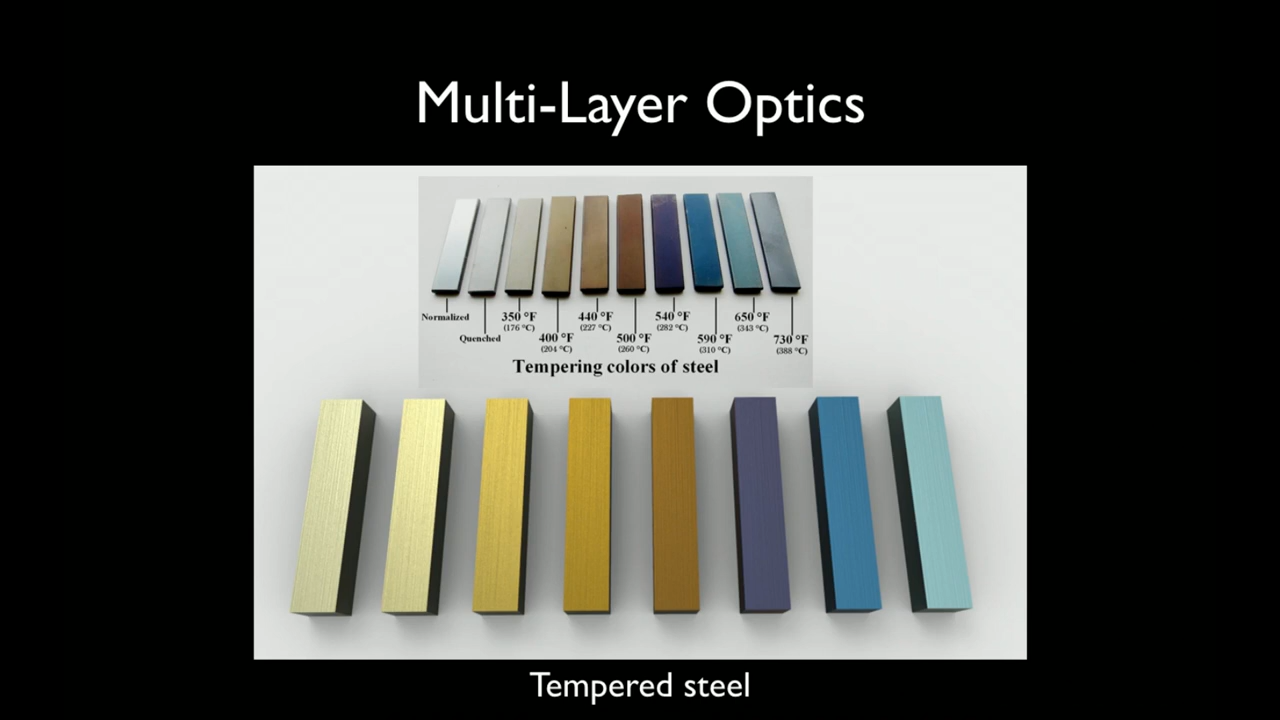 Multi-Layer Optics
Normalized
Quenched
350 °F
(176 °C)
400 °F
(204 °C)
440 °F
(227 °C)
500 °F
(260 °C)
540 °F
(282 °C)
590 °F
(310 °C)
650 °F
(343 °C)
730 °F
(388 °C)
Tempering colors of steel
Tempered steel